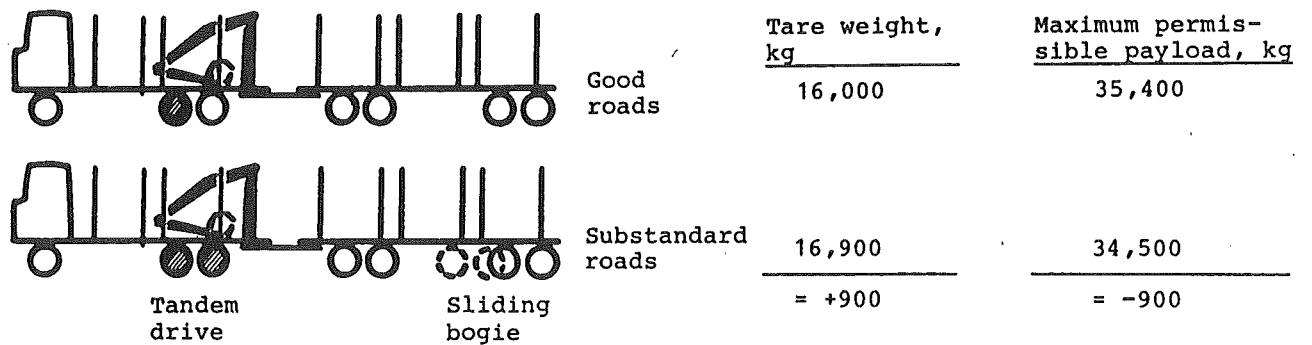 Tare weight,
kg
Maximum permis-
sible payload, kg
Good
roads
16,000
35,400
Substandard
roads
16,900
34,500
= +900
= -900
Tandem
drive
Sliding
bogie